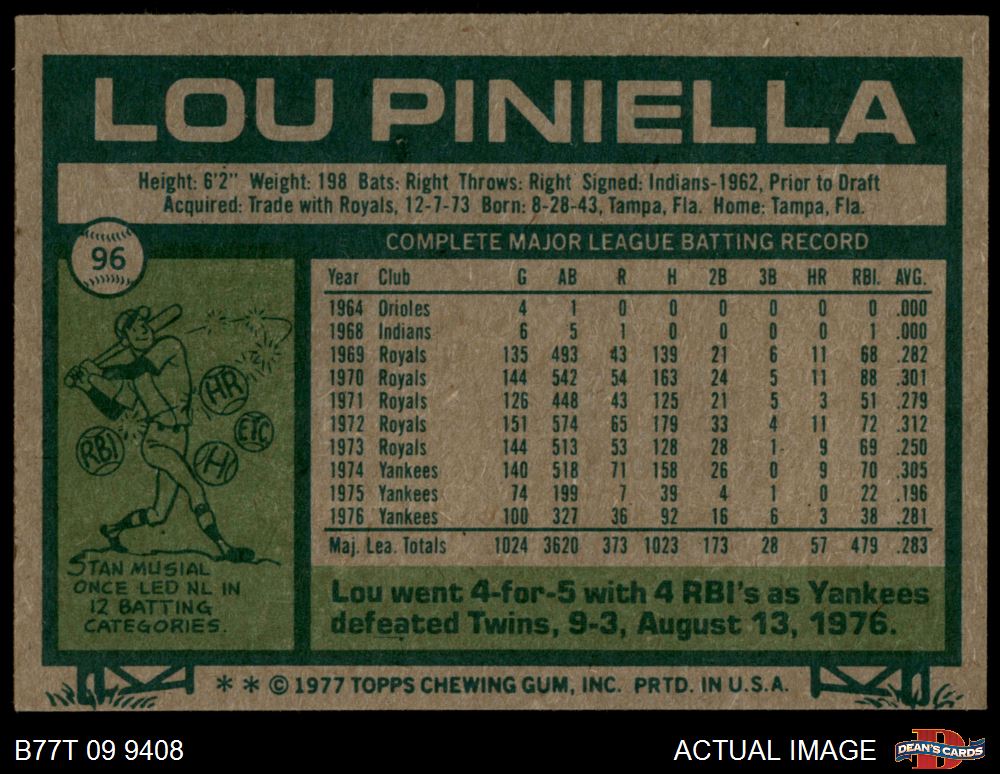 LOU PINIELLA
Height: 6'2" Weight: 198 Bats: Right Throws: Right Signed: Indians-1962, Prior to Draft
Acquired: Trade with Royals, 12-7-73 Born: 8-28-43, Tampa, Fla. Home: Tampa, Fla.
96
COMPLETE MAJOR LEAGUE BATTING RECORD
Year Club G AB R H 2B 3B HR RBI. AVG.
1964 Orioles 4 1 0 0 0 0 0 0 .000
1968 Indians 6 5 1 0 0 0 0 1 .000
1969 Royals 135 493 43 139 21 6 11 68 .282
1970 Royals 144 542 54 163 24 5 11 88 .301
1971 Royals 126 448 43 125 21 5 3 51 .279
1972 Royals 151 574 65 179 33 4 11 72 .312
1973 Royals 144 513 53 128 28 1 9 69 .250
1974 Yankees 140 518 71 158 26 0 9 70 .305
1975 Yankees 74 199 7 39 4 1 0 22 .196
1976 Yankees 100 327 36 92 16 6 3 38 .281
Maj. Lea. Totals 1024 3620 373 1023 173 28 57 479 .283
HR
ETC
RBI
H
STAN MUSIAL
ONCE LED NL IN
12 BATTING
CATEGORIES.
Lou went 4-for-5 with 4 RBI's as Yankees
defeated Twins, 9-3, August 13, 1976.
* * © 1977 TOPPS CHEWING GUM, INC. PRTD. IN U.S.A.
B77T 09 9408
ACTUAL IMAGE
D
DEAN'S CARDS